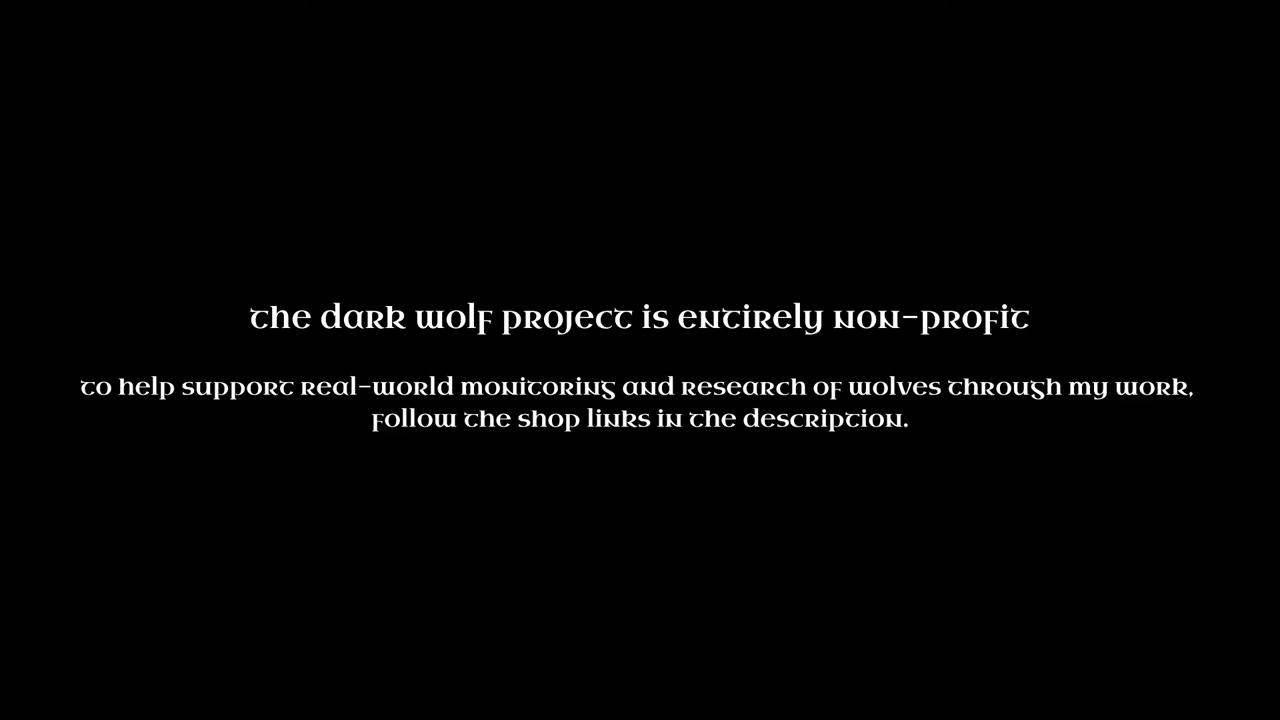 the dark wolf project is entirely non-profit
to help support real-world monitoring and research of wolves through my work,
follow the shop links in the description.